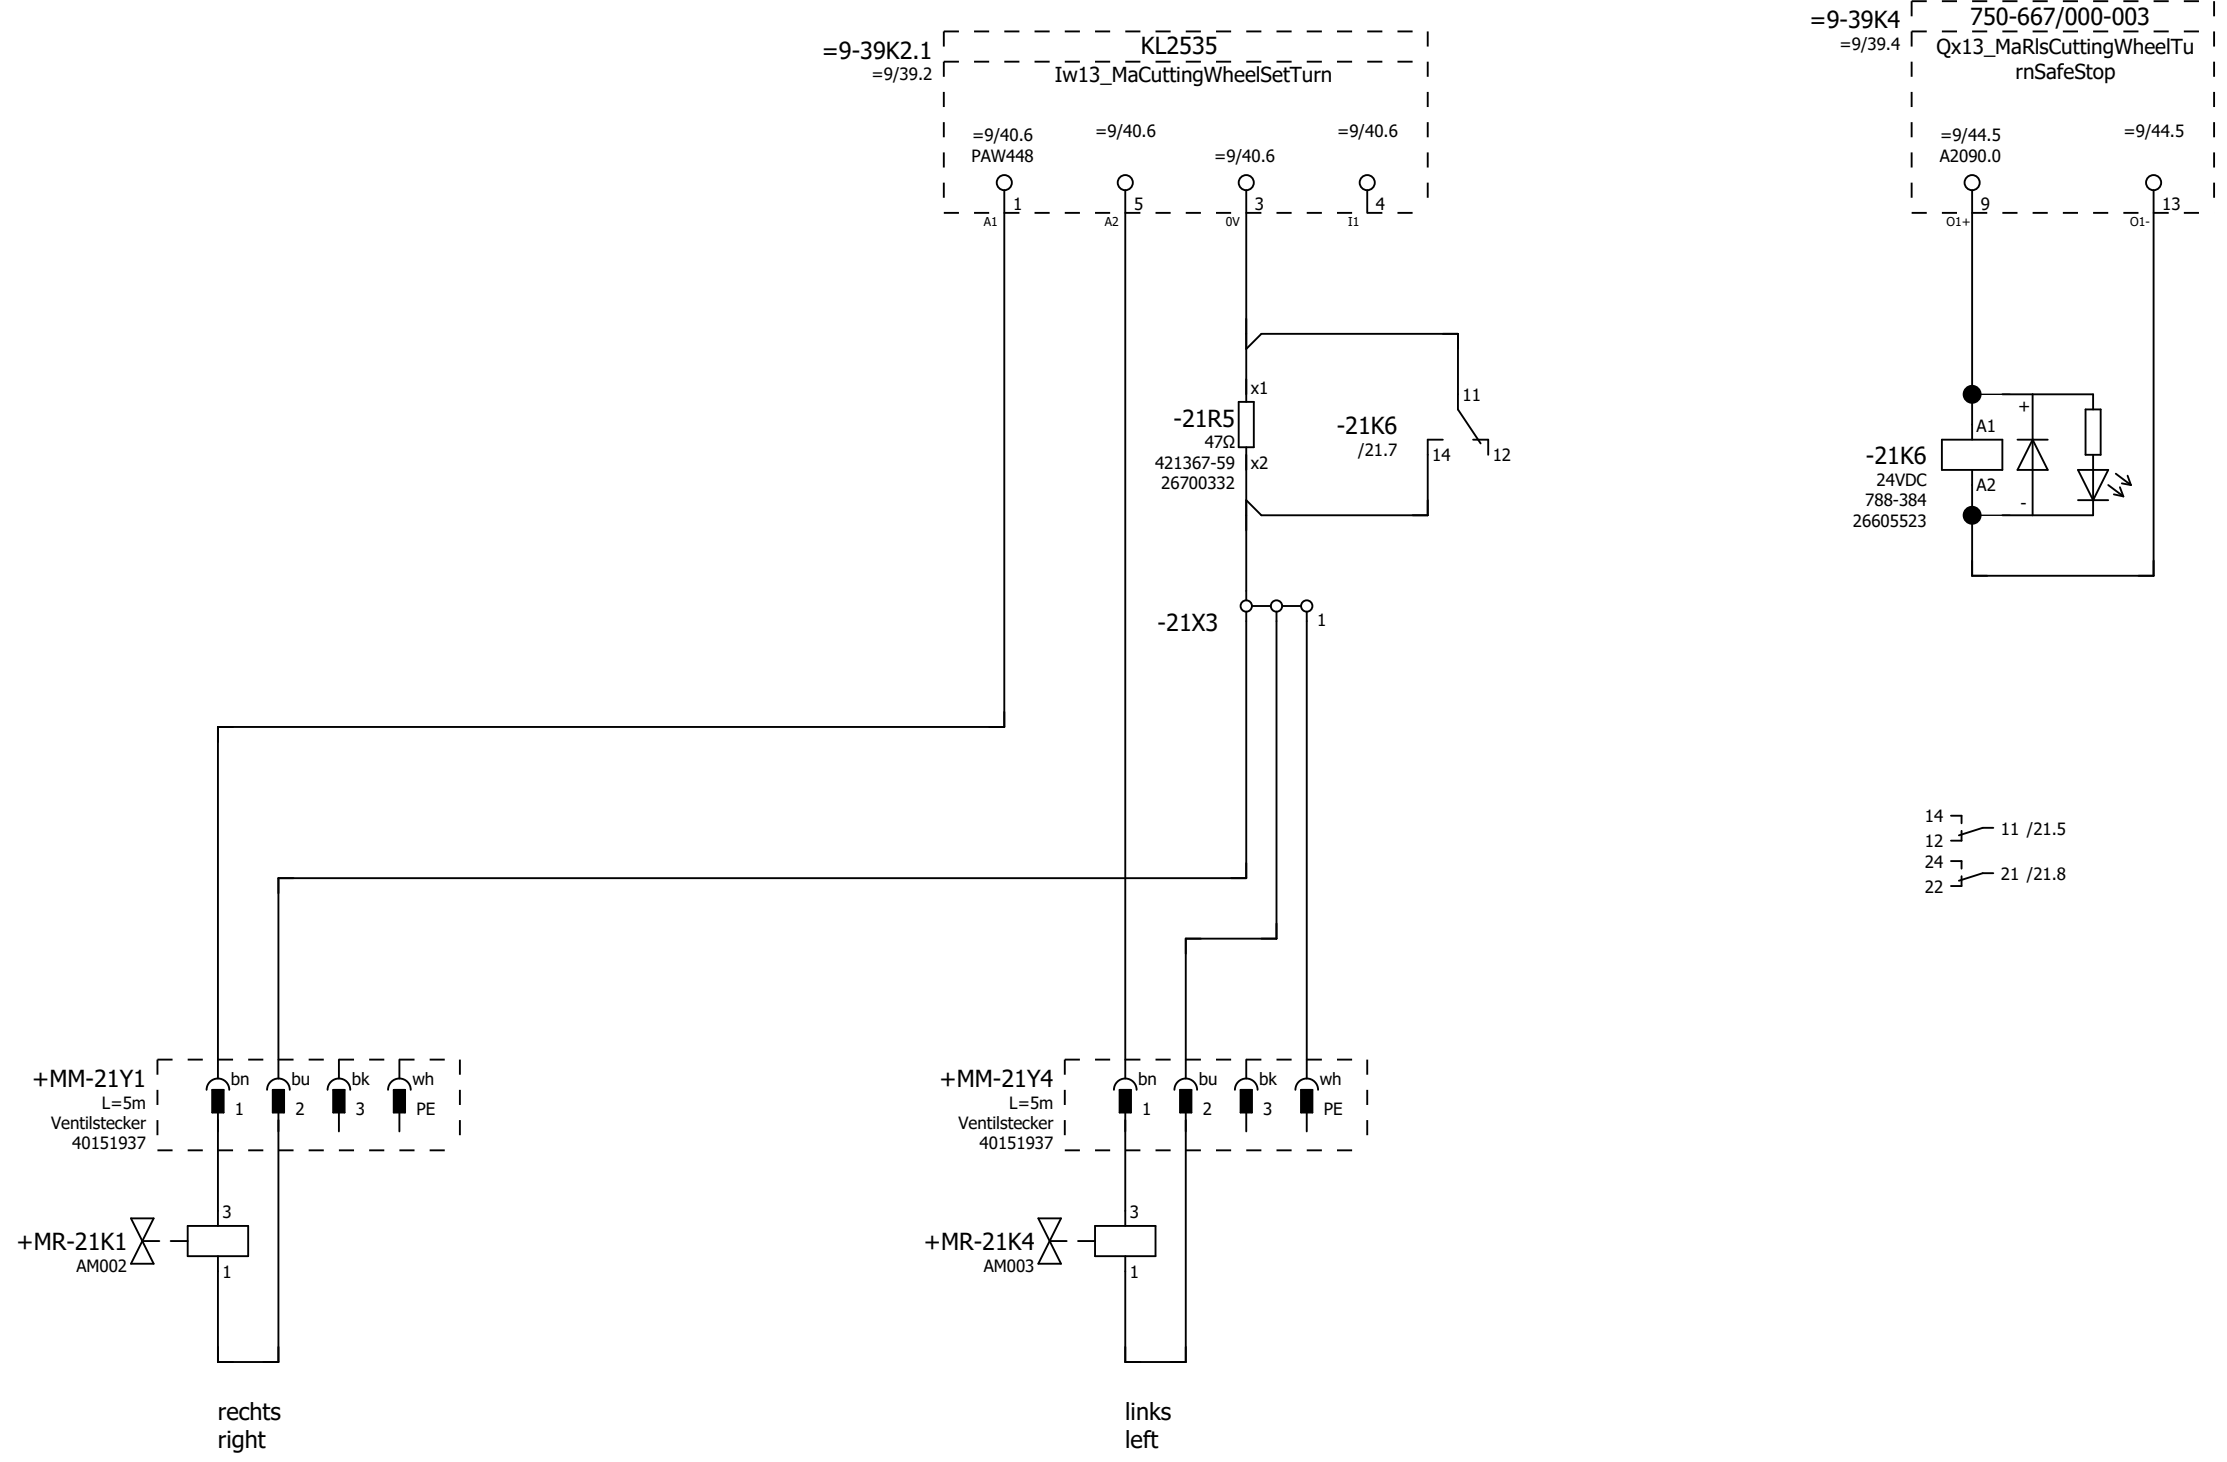 =9-39K2.1
=9/39.2
KL2535
Iw13_MaCuttingWheelSetTurn
=9/40.6
PAW448
=9/40.6
=9/40.6
=9/40.6
1
5
3
4
A1
A2
0V
I1
=9-39K4
=9/39.4
750-667/000-003
Qx13_MaRlsCuttingWheelTu
rnSafeStop
=9/44.5
A2090.0
=9/44.5
9
13
O1+
O1-
-21R5
47Ω
421367-59
26700332
x1
x2
-21K6
/21.7
11
14
12
-21K6
24VDC
788-384
26605523
A1
A2
+
-
-21X3
1
14
12
11 /21.5
24
22
21 /21.8
+MM-21Y1
L=5m
Ventilstecker
40151937
bn
bu
bk
wh
1
2
3
PE
+MM-21Y4
L=5m
Ventilstecker
40151937
bn
bu
bk
wh
1
2
3
PE
+MR-21K1
AM002
3
1
+MR-21K4
AM003
3
1
rechts
right
links
left